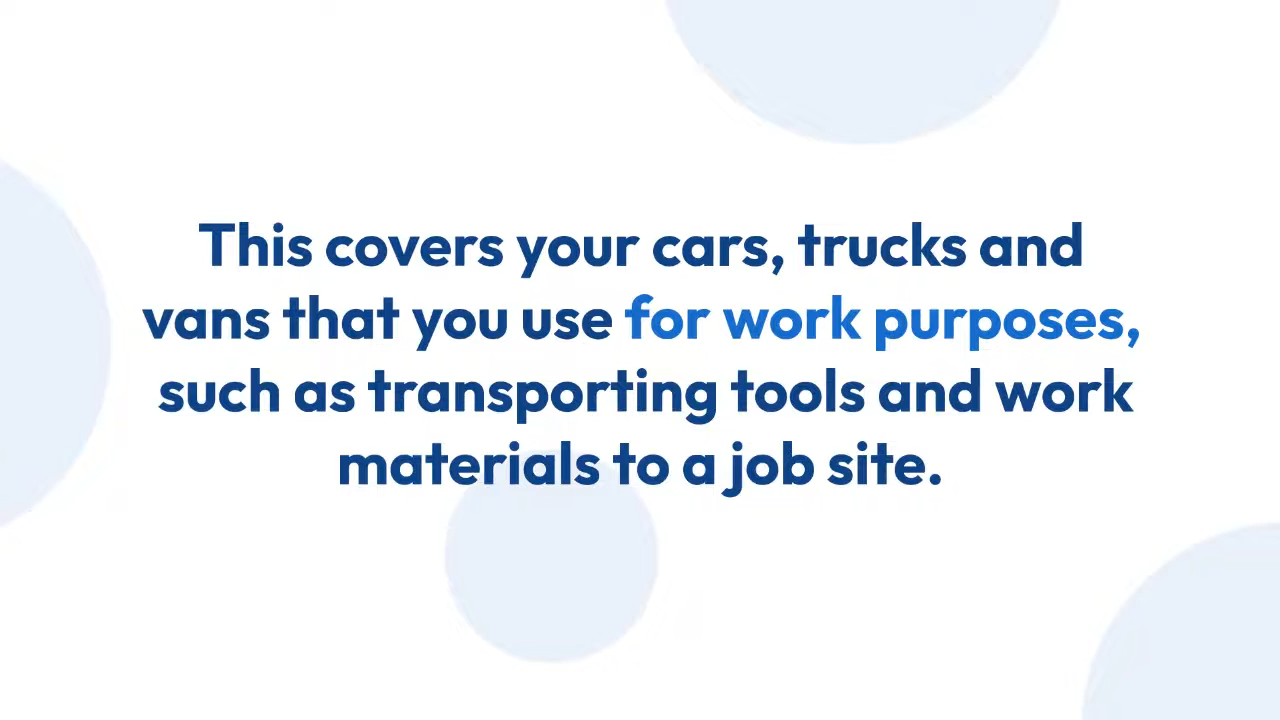 This covers your cars, trucks and
vans that you use for work purposes,
such as transporting tools and work
materials to a job site.